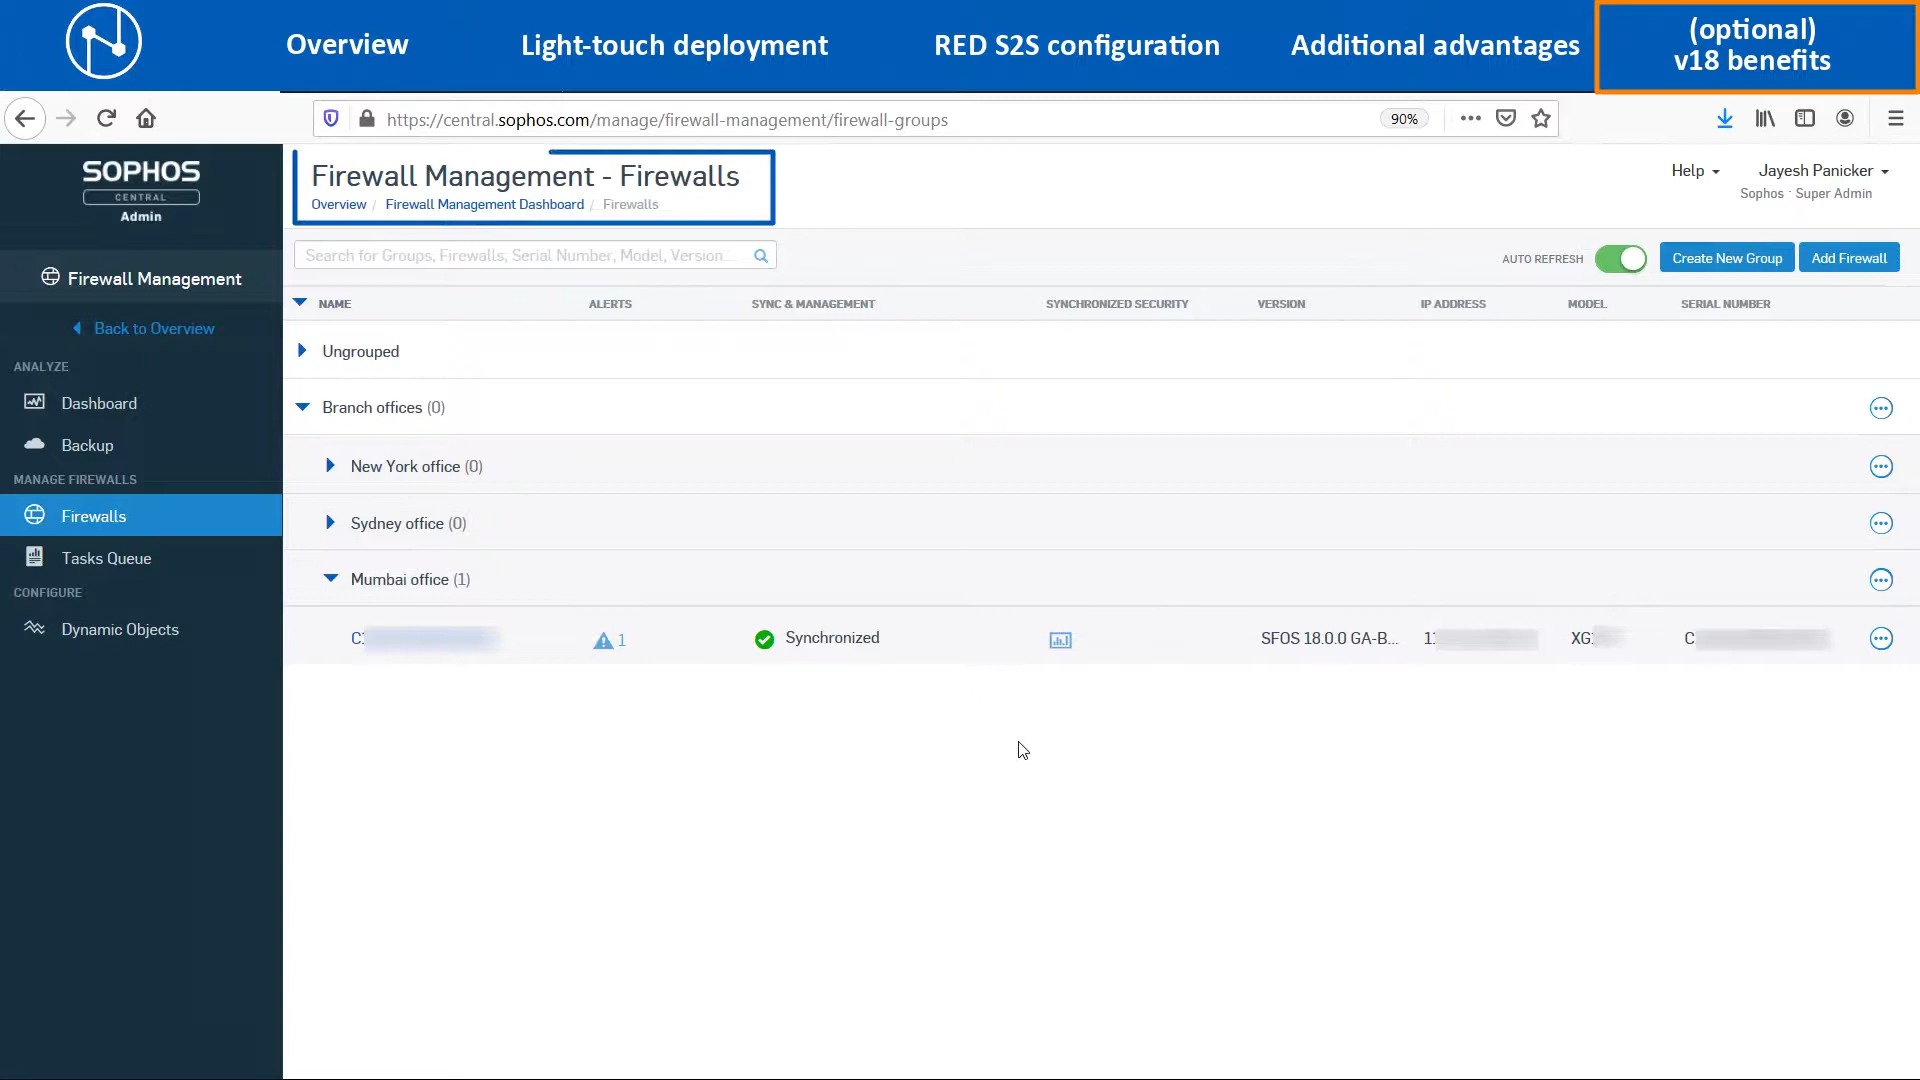 Overview
Light-touch deployment
RED S2S configuration
Additional advantages
(optional)
v18 benefits
https://central.sophos.com/manage/firewall-management/firewall-groups
90%
SOPHOS
CENTRAL
Admin
Firewall Management - Firewalls
Overview / Firewall Management Dashboard / Firewalls
Help
Jayesh Panicker
Sophos · Super Admin
Search for Groups, Firewalls, Serial Number, Model, Version...
AUTO REFRESH
Create New Group
Add Firewall
Firewall Management
Back to Overview
ANALYZE
Dashboard
Backup
MANAGE FIREWALLS
Firewalls
Tasks Queue
CONFIGURE
Dynamic Objects
NAME ALERTS SYNC & MANAGEMENT SYNCHRONIZED SECURITY VERSION IP ADDRESS MODEL SERIAL NUMBER
Ungrouped
Branch offices (0)
New York office (0)
Sydney office (0)
Mumbai office (1)
1 Synchronized SFOS 18.0.0 GA-B...